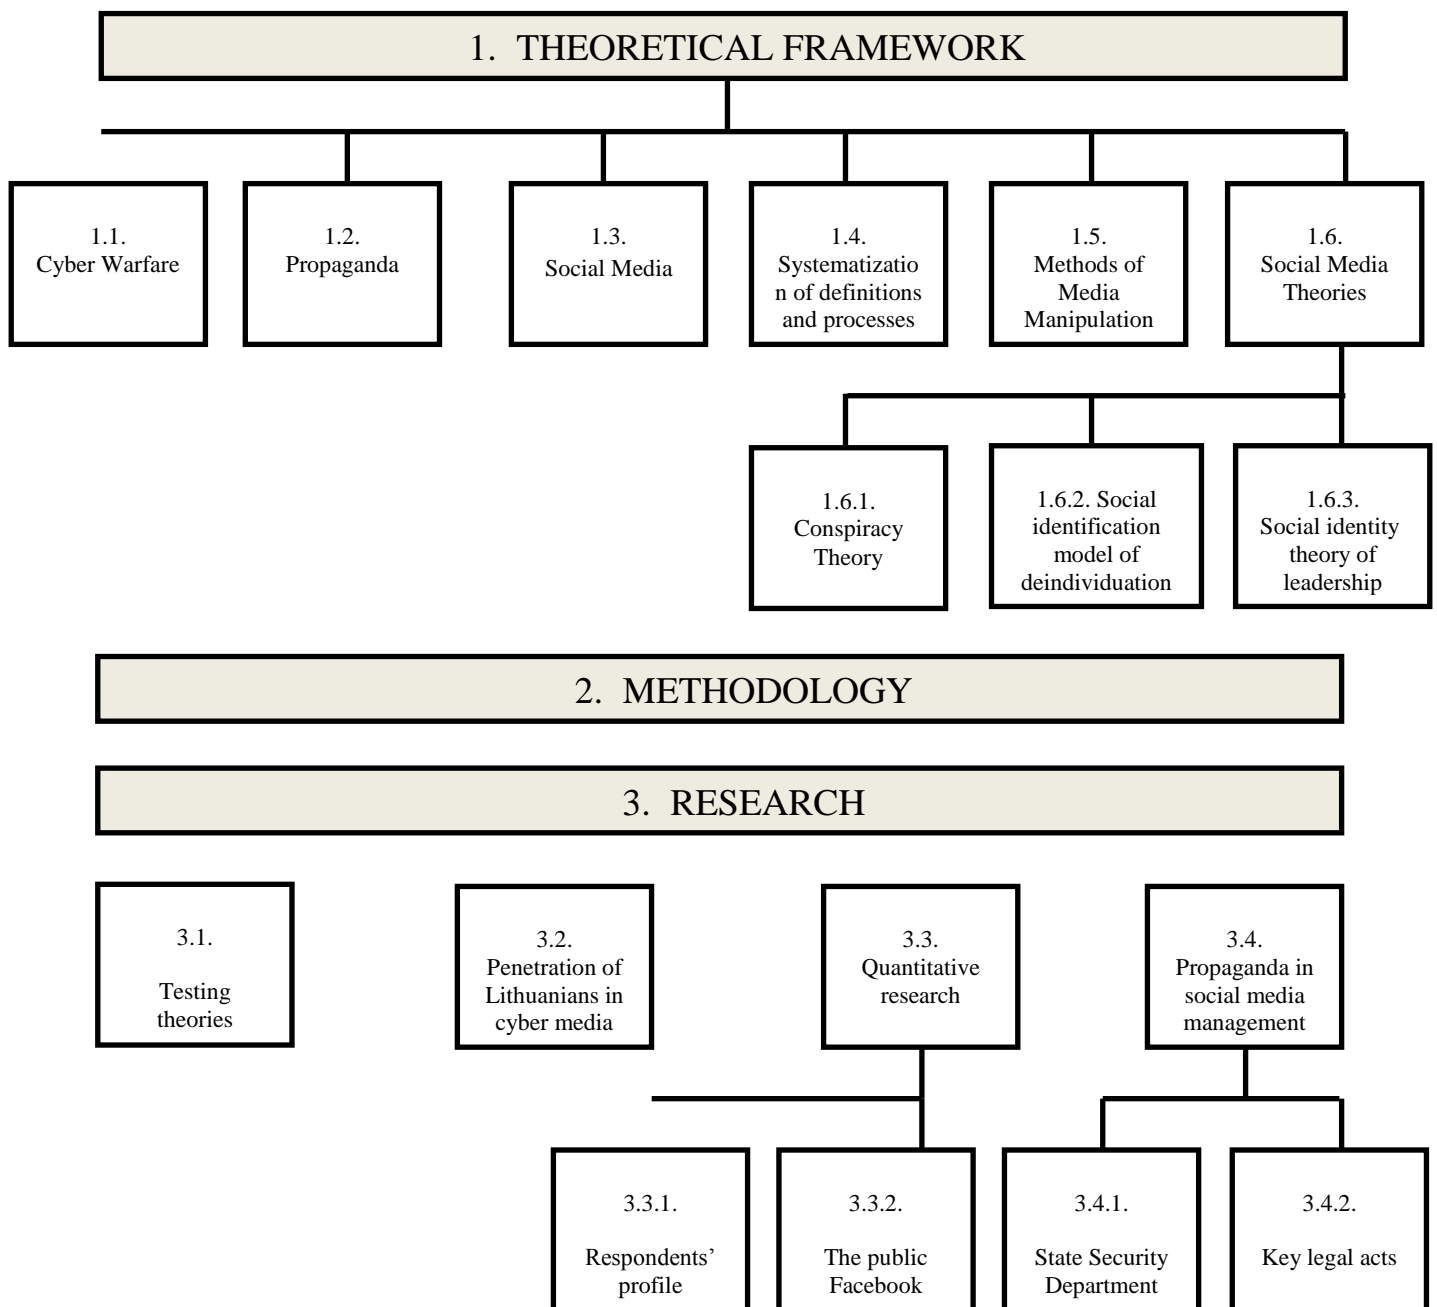 1. THEORETICAL FRAMEWORK
1.1.
Cyber Warfare
1.2.
Propaganda
1.3.
Social Media
1.4.
Systematizatio
n of definitions
and processes
1.5.
Methods of
Media
Manipulation
1.6.
Social Media
Theories
1.6.1.
Conspiracy
Theory
1.6.2. Social
identification
model of
deindividuation
1.6.3.
Social identity
theory of
leadership
2. METHODOLOGY
3. RESEARCH
3.1.
Testing
theories
3.2.
Penetration of
Lithuanians in
cyber media
3.3.
Quantitative
research
3.4.
Propaganda in
social media
management
3.3.1.
Respondents’
profile
3.3.2.
The public
Facebook
3.4.1.
State Security
Department
3.4.2.
Key legal acts